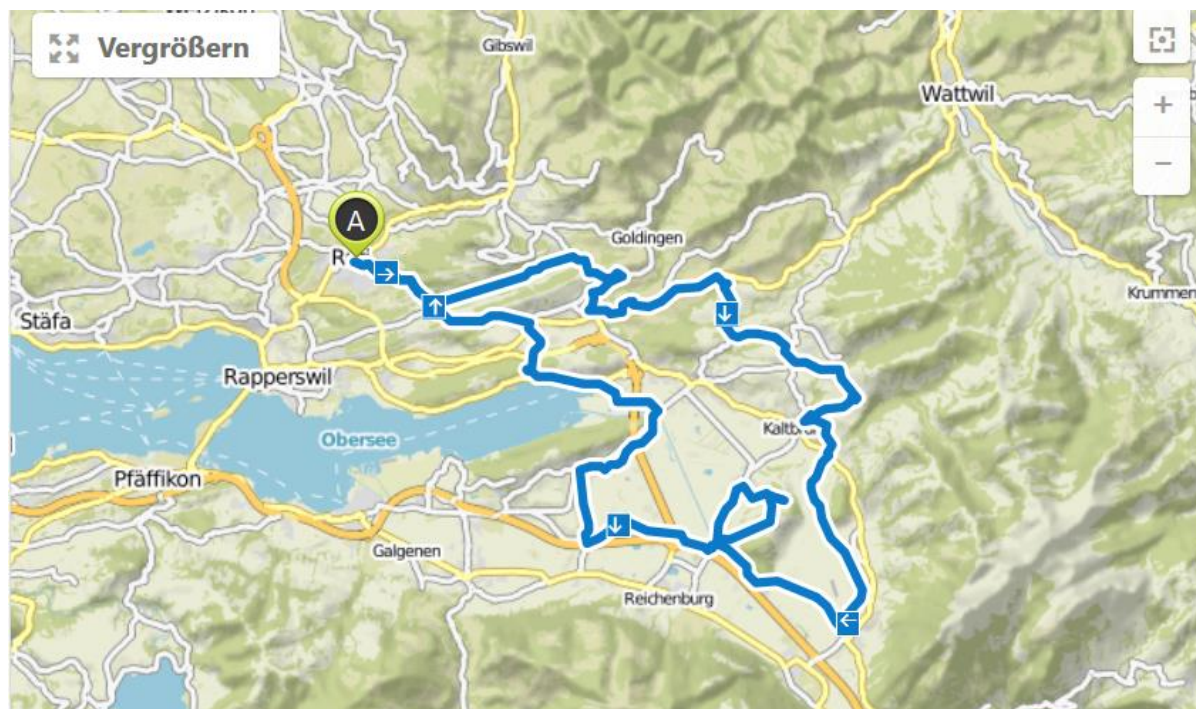 Vergrößern
Gibswil
Wattwil
A
Goldingen
Krummen
Stäfa
Rapperswil
Obersee
Pfäffikon
Galgenen
Reichenburg
+
−